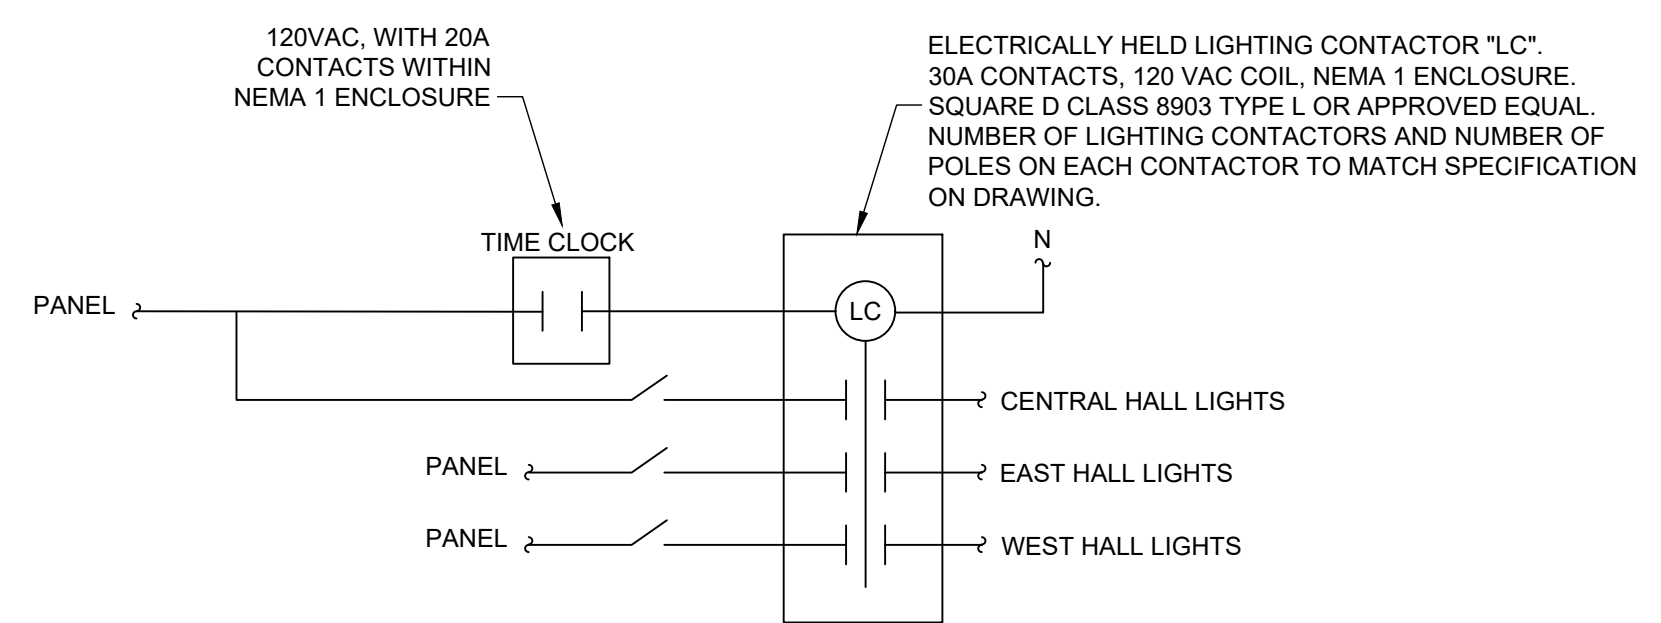 120VAC, WITH 20A
CONTACTS WITHIN
NEMA 1 ENCLOSURE
ELECTRICALLY HELD LIGHTING CONTACTOR "LC".
30A CONTACTS, 120 VAC COIL, NEMA 1 ENCLOSURE.
SQUARE D CLASS 8903 TYPE L OR APPROVED EQUAL.
NUMBER OF LIGHTING CONTACTORS AND NUMBER OF
POLES ON EACH CONTACTOR TO MATCH SPECIFICATION
ON DRAWING.
TIME CLOCK
N
PANEL
LC
CENTRAL HALL LIGHTS
PANEL
EAST HALL LIGHTS
PANEL
WEST HALL LIGHTS